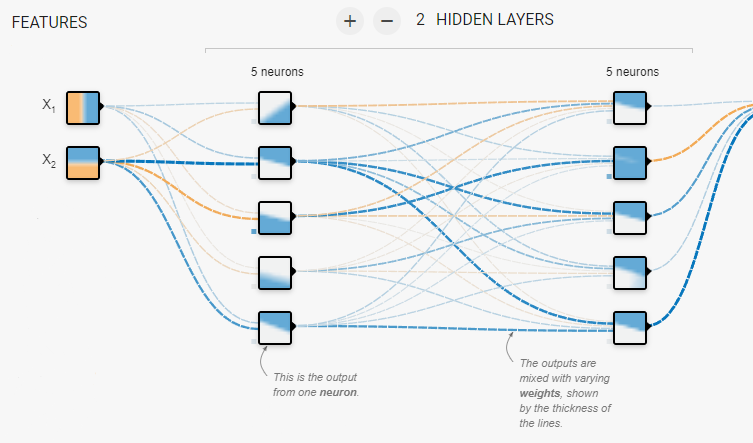 FEATURES
+ − 2 HIDDEN LAYERS
5 neurons
5 neurons
X1
X2
This is the output
from one neuron.
The outputs are
mixed with varying
weights, shown
by the thickness of
the lines.